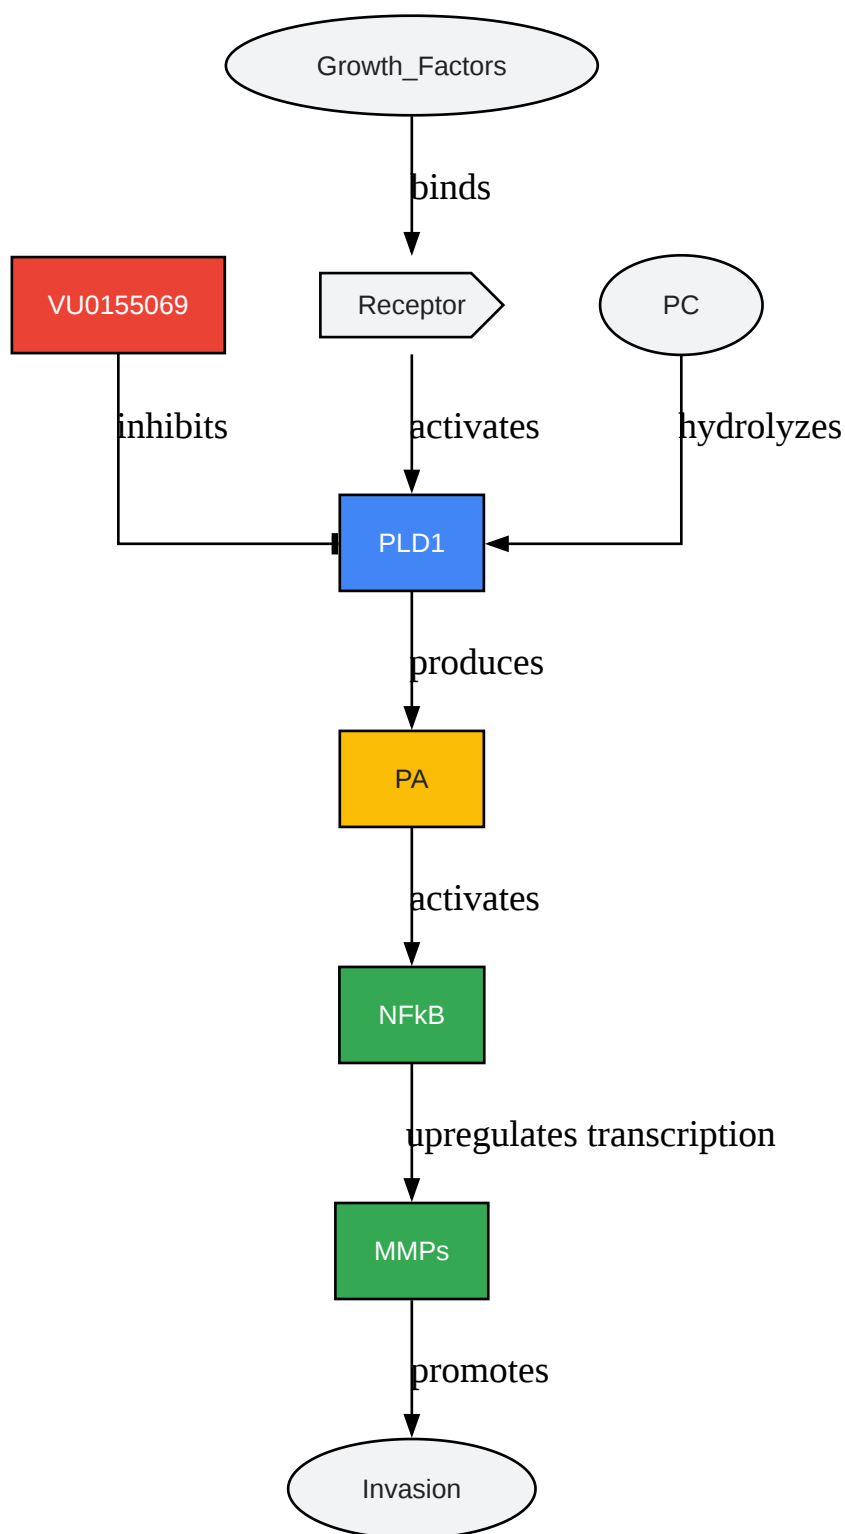 Growth_Factors
binds
VU0155069
Receptor
PC
inhibits
activates
hydrolyzes
PLD1
produces
PA
activates
NFkB
upregulates transcription
MMPs
promotes
Invasion